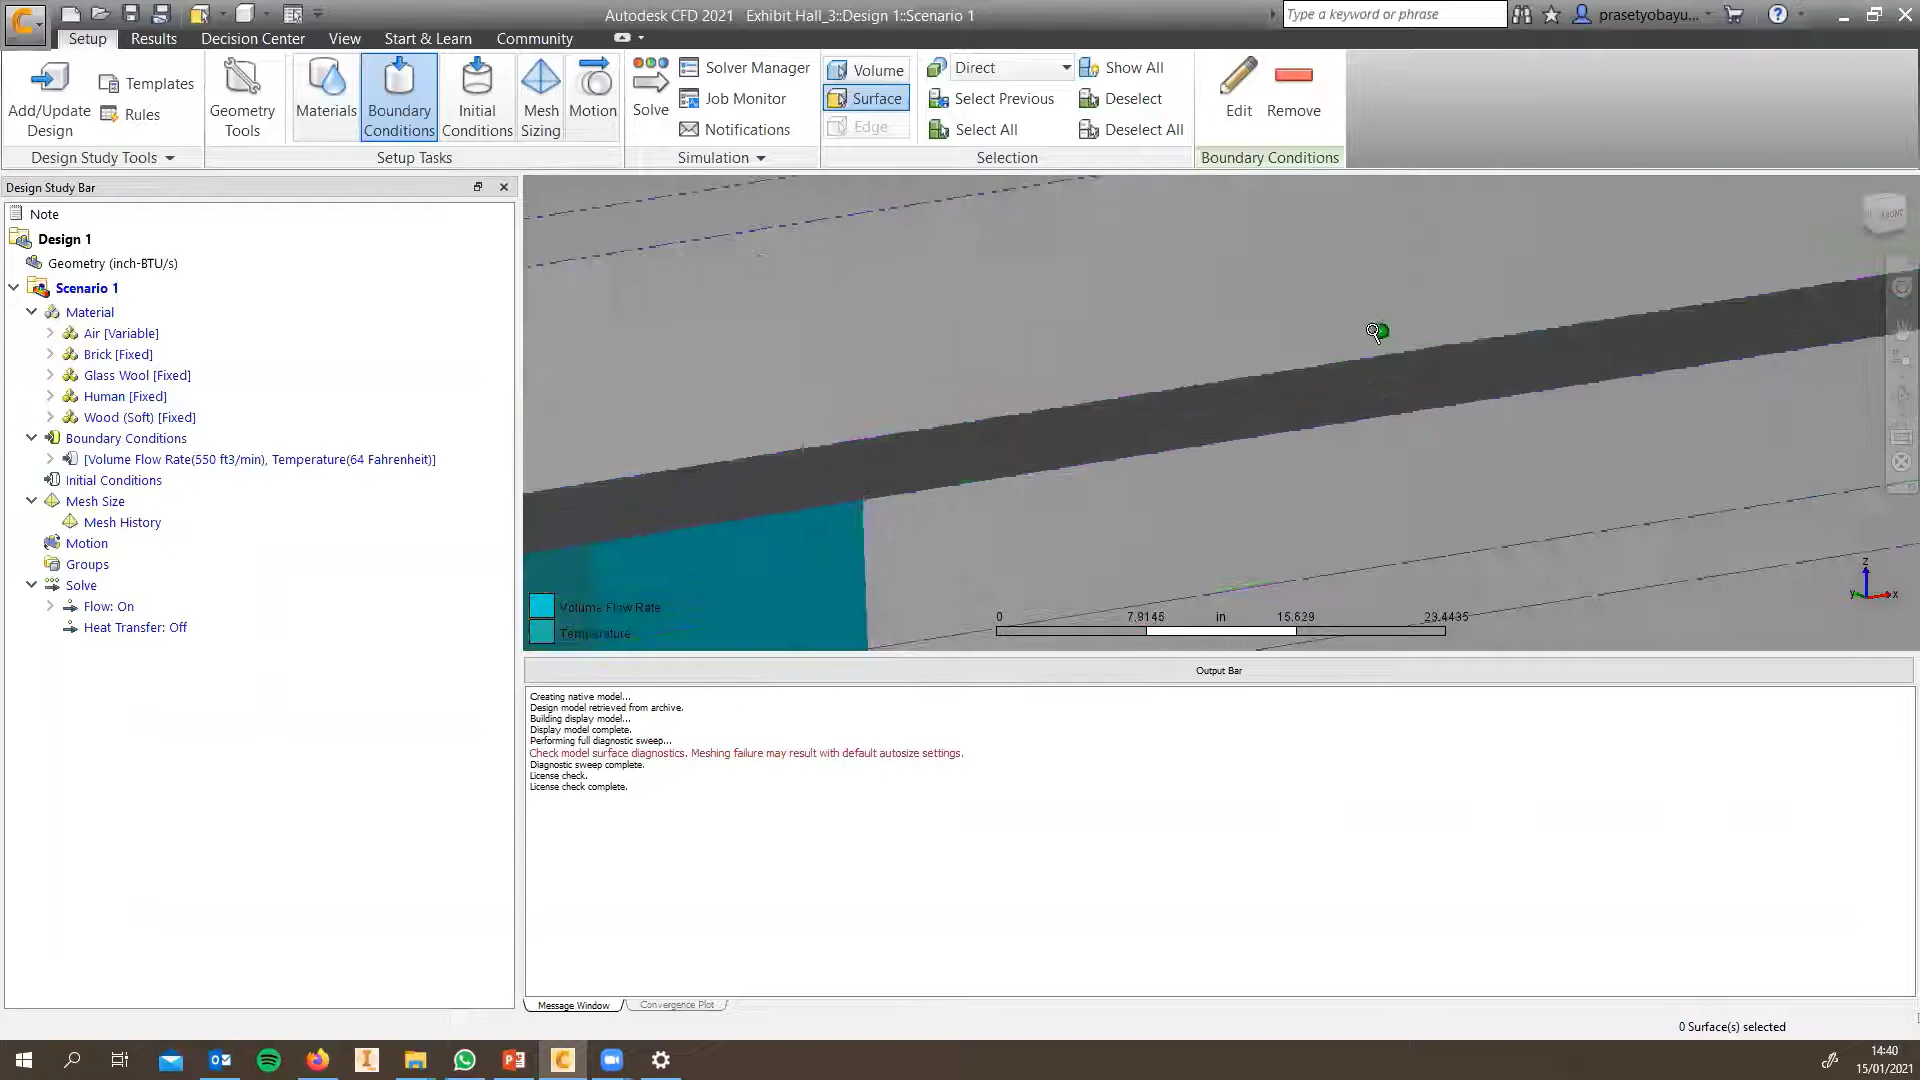 Autodesk CFD 2021 Exhibit Hall_3::Design 1::Scenario 1
Type a keyword or phrase
prasetyobayu...
Setup
Results
Decision Center
View
Start & Learn
Community
Add/Update
Design
Templates
Rules
Design Study Tools
Geometry
Tools
Materials
Boundary
Conditions
Initial
Conditions
Mesh
Sizing
Motion
Setup Tasks
Solve
Solver Manager
Job Monitor
Notifications
Simulation
Volume
Surface
Edge
Direct
Select Previous
Select All
Show All
Deselect
Deselect All
Selection
Edit
Remove
Boundary Conditions
Design Study Bar
Note
Design 1
Geometry (inch-BTU/s)
Scenario 1
Material
Air [Variable]
Brick [Fixed]
Glass Wool [Fixed]
Human [Fixed]
Wood (Soft) [Fixed]
Boundary Conditions
[Volume Flow Rate(550 ft3/min), Temperature(64 Fahrenheit)]
Initial Conditions
Mesh Size
Mesh History
Motion
Groups
Solve
Flow: On
Heat Transfer: Off
FRONT
Volume Flow Rate
Temperature
0 7.8145 in 15.629 23.4435
z
y x
Output Bar
Creating native model...
Design model retrieved from archive.
Building display model...
Display model complete.
Performing full diagnostic sweep...
Check model surface diagnostics. Meshing failure may result with default autosize settings.
Diagnostic sweep complete.
License check.
License check complete.
Message Window
Convergence Plot
0 Surface(s) selected
14:40
15/01/2021